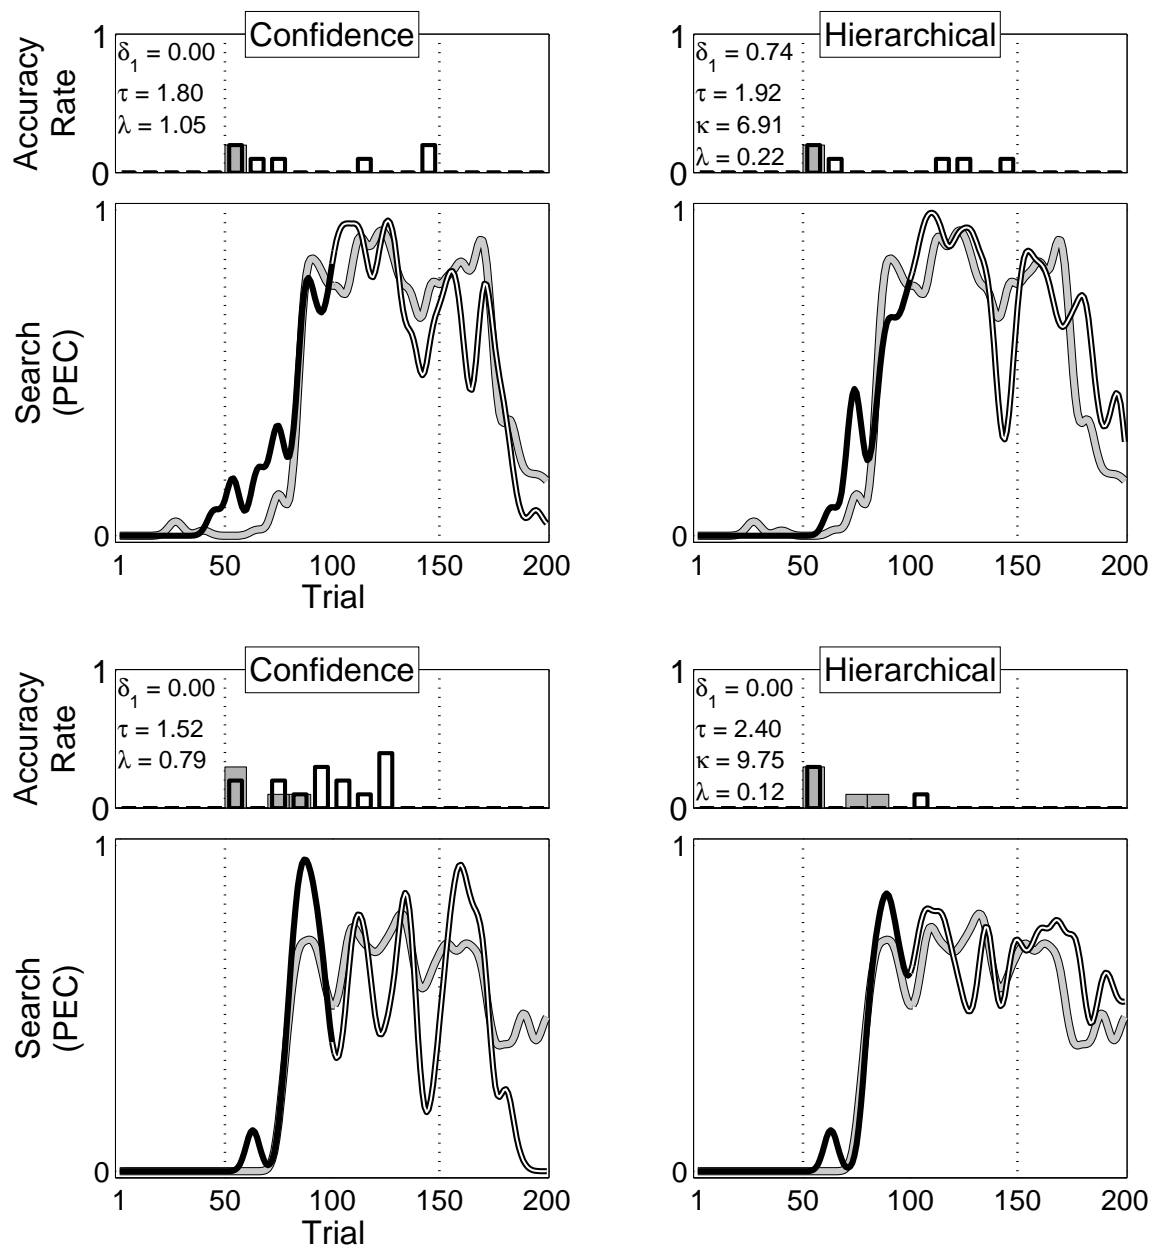 Confidence
Accuracy
Rate
1
0
δ1 = 0.00
τ = 1.80
λ = 1.05
Search
(PEC)
1
0
1 50 100 150 200
Trial
Hierarchical
1
0
δ1 = 0.74
τ = 1.92
κ = 6.91
λ = 0.22
1
0
1 50 100 150 200
Confidence
Accuracy
Rate
1
0
δ1 = 0.00
τ = 1.52
λ = 0.79
Search
(PEC)
1
0
1 50 100 150 200
Trial
Hierarchical
1
0
δ1 = 0.00
τ = 2.40
κ = 9.75
λ = 0.12
1
0
1 50 100 150 200